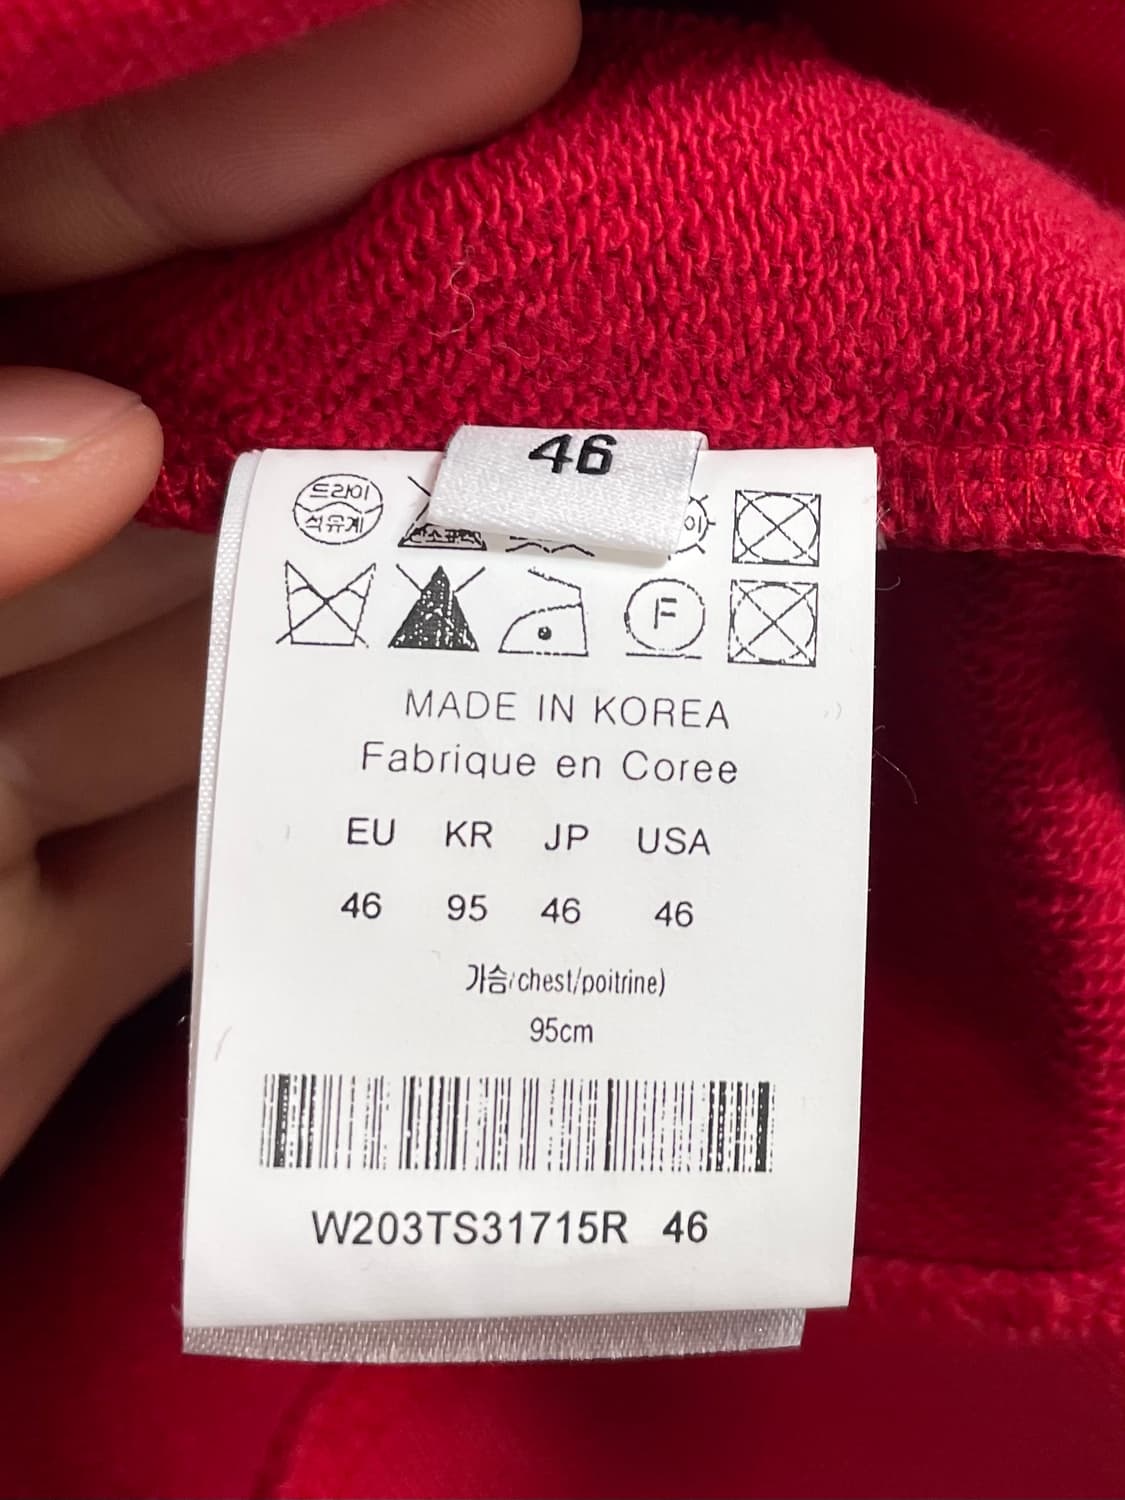 46
드라이
석유계
이
F
MADE IN KOREA
Fabrique en Coree
EU KR JP USA
46 95 46 46
가슴(chest/poitrine)
95cm
W203TS31715R 46